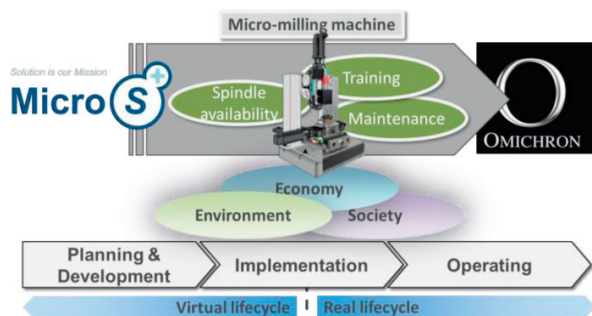 Micro-milling machine
Solution is our Mission
MicroS+
Spindle
availability
Training
Maintenance
O
OMICHRON
Economy
Environment
Society
Planning &
Development
Implementation
Operating
Virtual lifecycle
Real lifecycle